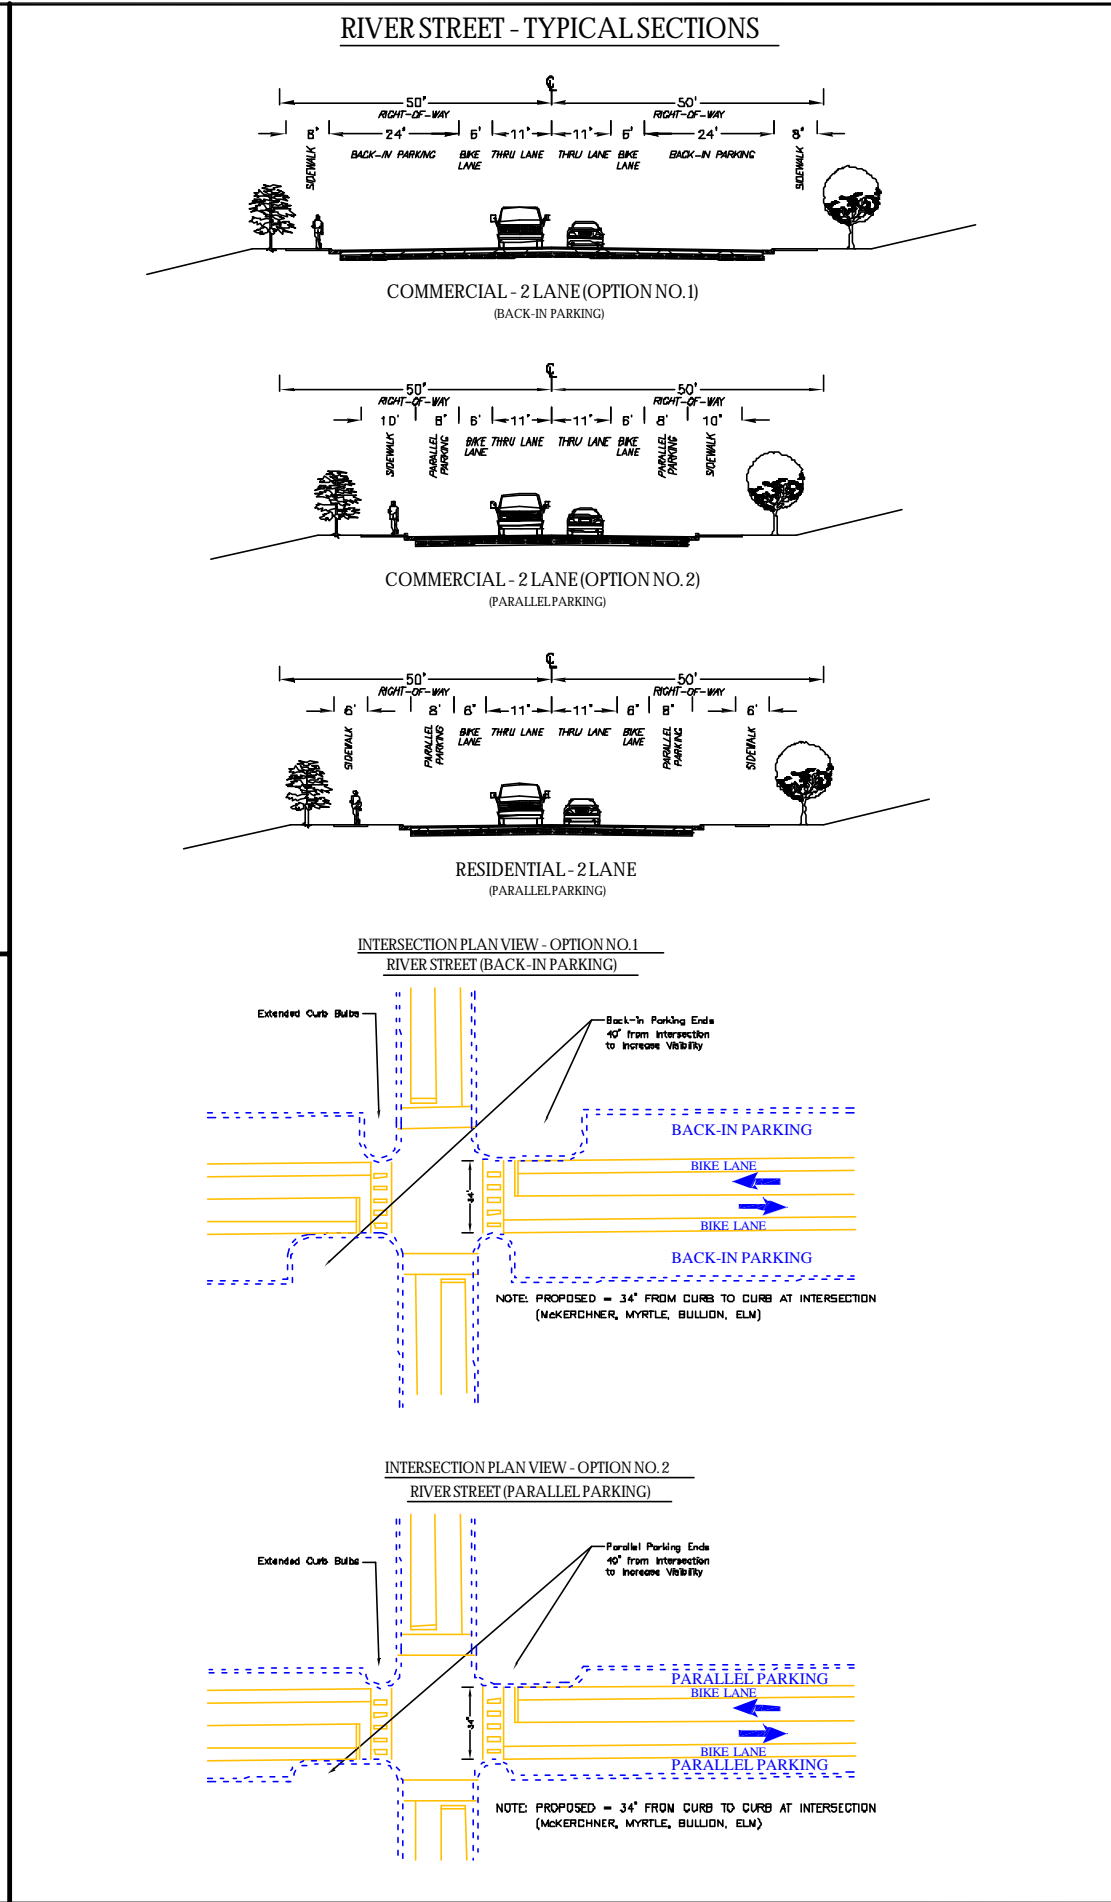 RIVER STREET - TYPICAL SECTIONS
℄
50' 50'
RIGHT-OF-WAY RIGHT-OF-WAY
8' 24' 6' 11' 11' 6' 24' 8'
SIDEWALK BACK-IN PARKING BIKE LANE THRU LANE THRU LANE BIKE LANE BACK-IN PARKING SIDEWALK
COMMERCIAL - 2 LANE (OPTION NO. 1)
(BACK-IN PARKING)
℄
50' 50'
RIGHT-OF-WAY RIGHT-OF-WAY
10' 8' 6' 11' 11' 6' 8' 10'
SIDEWALK PARALLEL PARKING BIKE LANE THRU LANE THRU LANE BIKE LANE PARALLEL PARKING SIDEWALK
COMMERCIAL - 2 LANE (OPTION NO. 2)
(PARALLEL PARKING)
℄
50' 50'
RIGHT-OF-WAY RIGHT-OF-WAY
6' 8' 6' 11' 11' 6' 8' 6'
SIDEWALK PARALLEL PARKING BIKE LANE THRU LANE THRU LANE BIKE LANE PARALLEL PARKING SIDEWALK
RESIDENTIAL - 2 LANE
(PARALLEL PARKING)
INTERSECTION PLAN VIEW - OPTION NO. 1
RIVER STREET (BACK-IN PARKING)
Extended Curb Bulbs
Back-in Parking Ends
40' from Intersection
to Increase Visibility
BACK-IN PARKING
BIKE LANE
34'
BIKE LANE
BACK-IN PARKING
NOTE: PROPOSED = 34' FROM CURB TO CURB AT INTERSECTION
(McKERCHNER, MYRTLE, BULLION, ELM)
INTERSECTION PLAN VIEW - OPTION NO. 2
RIVER STREET (PARALLEL PARKING)
Extended Curb Bulbs
Parallel Parking Ends
40' from Intersection
to Increase Visibility
PARALLEL PARKING
BIKE LANE
34'
BIKE LANE
PARALLEL PARKING
NOTE: PROPOSED = 34' FROM CURB TO CURB AT INTERSECTION
(McKERCHNER, MYRTLE, BULLION, ELM)